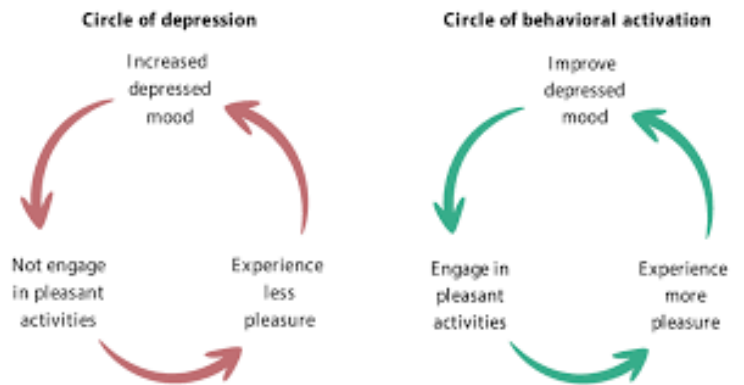 Circle of depression
Increased
depressed
mood
Not engage
in pleasant
activities
Experience
less
pleasure
Circle of behavioral activation
Improve
depressed
mood
Engage in
pleasant
activities
Experience
more
pleasure